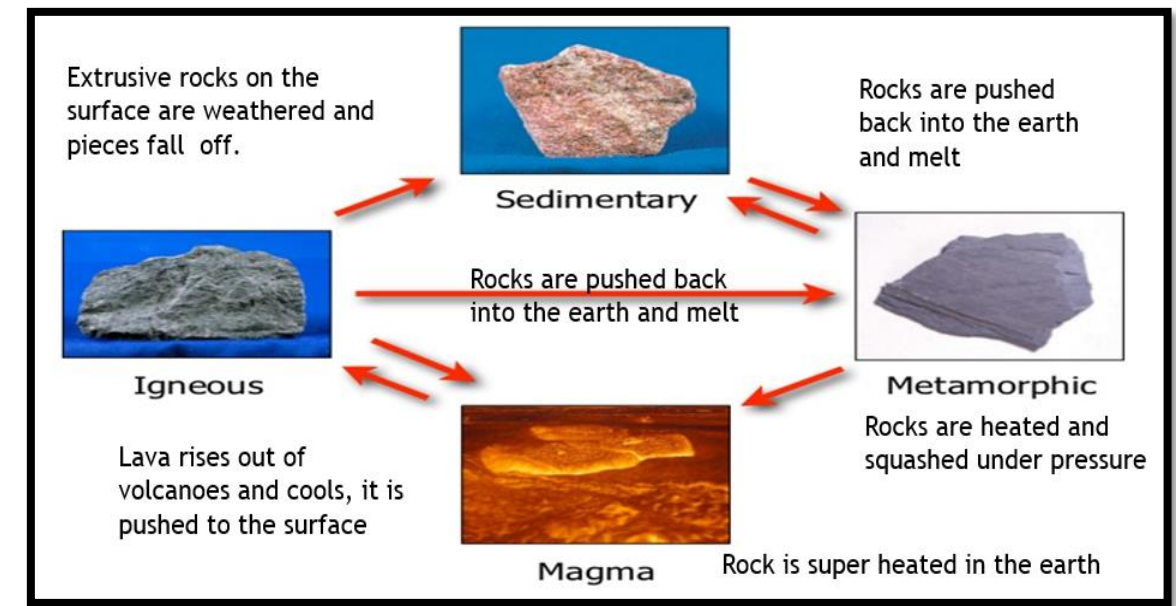 Extrusive rocks on the
surface are weathered and
pieces fall off.
Sedimentary
Rocks are pushed
back into the earth
and melt
Igneous
Rocks are pushed back
into the earth and melt
Metamorphic
Rocks are heated and
squashed under pressure
Lava rises out of
volcanoes and cools, it is
pushed to the surface
Magma
Rock is super heated in the earth